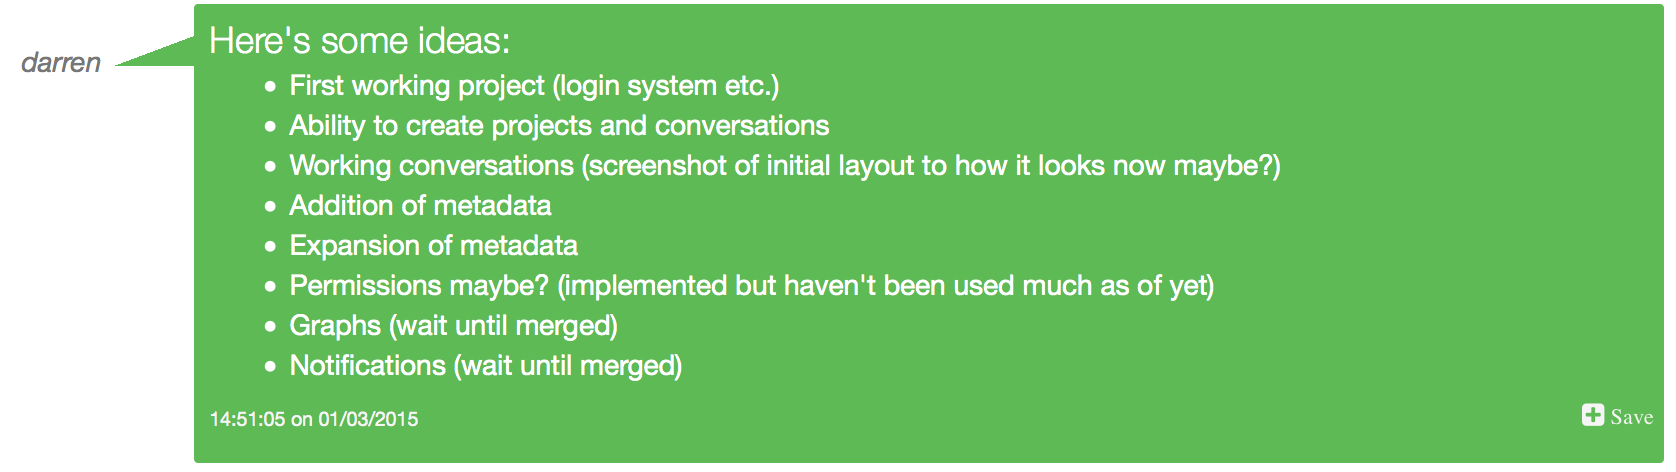 Here's some ideas:
darren
• First working project (login system etc.)
• Ability to create projects and conversations
• Working conversations (screenshot of initial layout to how it looks now maybe?)
• Addition of metadata
• Expansion of metadata
• Permissions maybe? (implemented but haven't been used much as of yet)
• Graphs (wait until merged)
• Notifications (wait until merged)
14:51:05 on 01/03/2015
Save